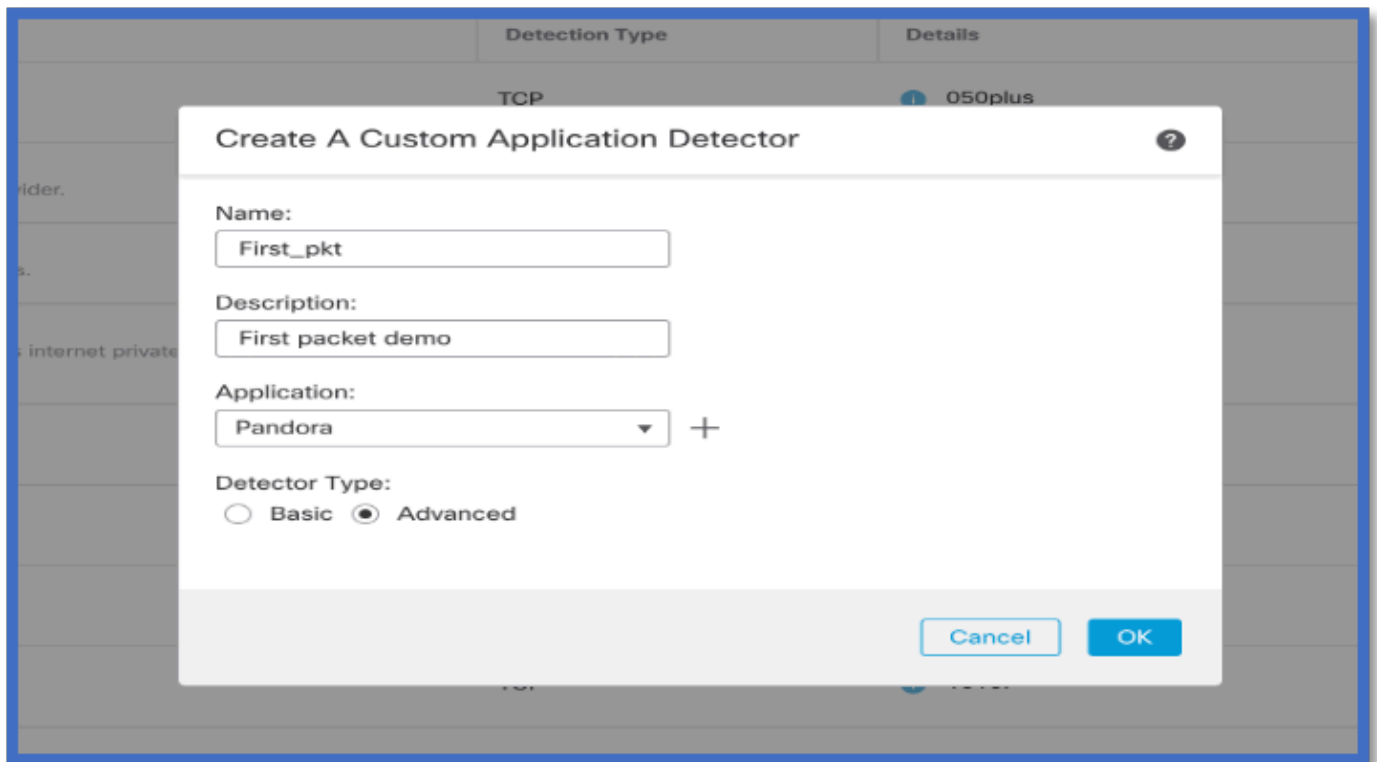 Detection Type Details
TCP 050plus
Create A Custom Application Detector
vider.
Name:
First_pkt
s.
Description:
First packet demo
s internet private
Application:
Pandora
Detector Type:
Basic Advanced
Cancel OK